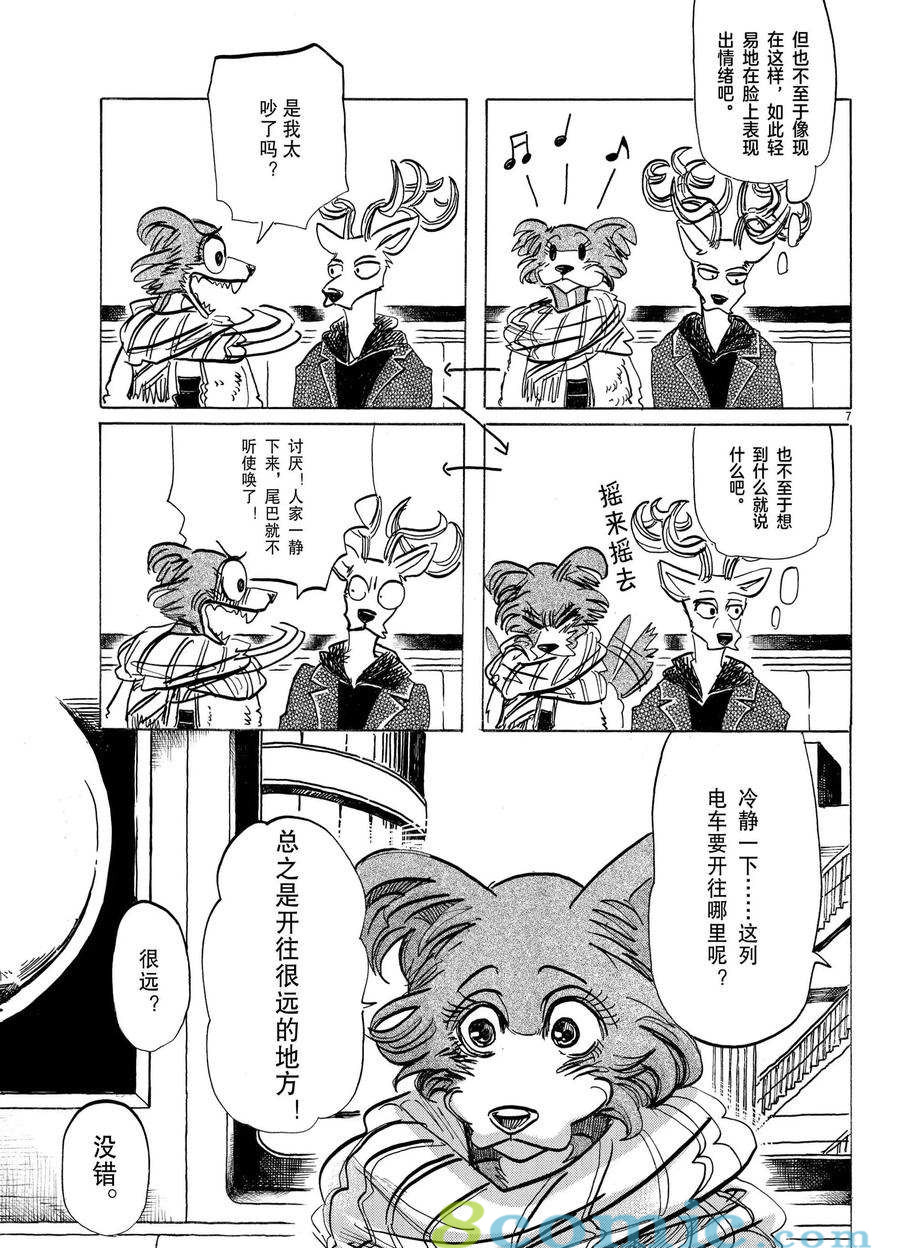 但也不至于像现
在这样，如此轻
易地在脸上表现
出情绪吧。
是我太
吵了吗？
7
也不至于想
到什么就说
什么吧。
摇来摇去
讨厌！人家一静
下来，尾巴就不
听使唤了！
冷静一下……这列
电车要开往哪里呢？
总之是开往很远的地方！
很远？
没错。
8comic.com